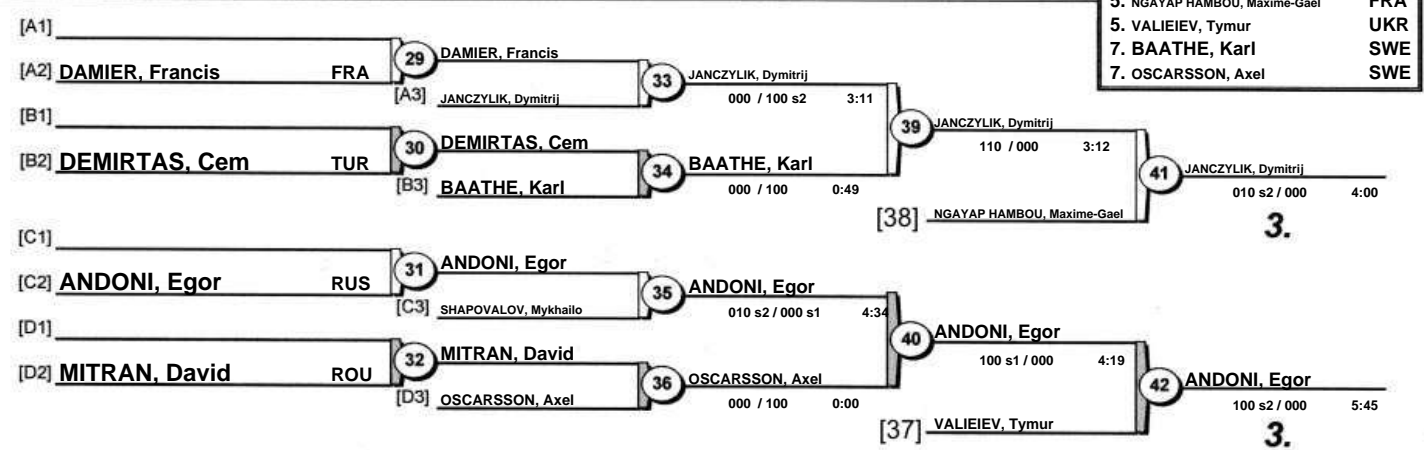 5. NGAYAP HAMBOU, Maxime-Gael FRA
5. VALIEIEV, Tymur UKR
7. BAATHE, Karl SWE
7. OSCARSSON, Axel SWE
[A1]
[A2] DAMIER, Francis FRA
29
DAMIER, Francis
[A3] JANCZYLIK, Dymitrij
33
JANCZYLIK, Dymitrij
000 / 100 s2 3:11
[B1]
[B2] DEMIRTAS, Cem TUR
30
DEMIRTAS, Cem
[B3] BAATHE, Karl
34
BAATHE, Karl
000 / 100 0:49
39
JANCZYLIK, Dymitrij
110 / 000 3:12
[38] NGAYAP HAMBOU, Maxime-Gael
41
JANCZYLIK, Dymitrij
010 s2 / 000 4:00
3.
[C1]
[C2] ANDONI, Egor RUS
31
ANDONI, Egor
[C3] SHAPOVALOV, Mykhailo
35
ANDONI, Egor
010 s2 / 000 s1 4:34
[D1]
[D2] MITRAN, David ROU
32
MITRAN, David
[D3] OSCARSSON, Axel
36
OSCARSSON, Axel
000 / 100 0:00
40
ANDONI, Egor
100 s1 / 000 4:19
[37] VALIEIEV, Tymur
42
ANDONI, Egor
100 s2 / 000 5:45
3.